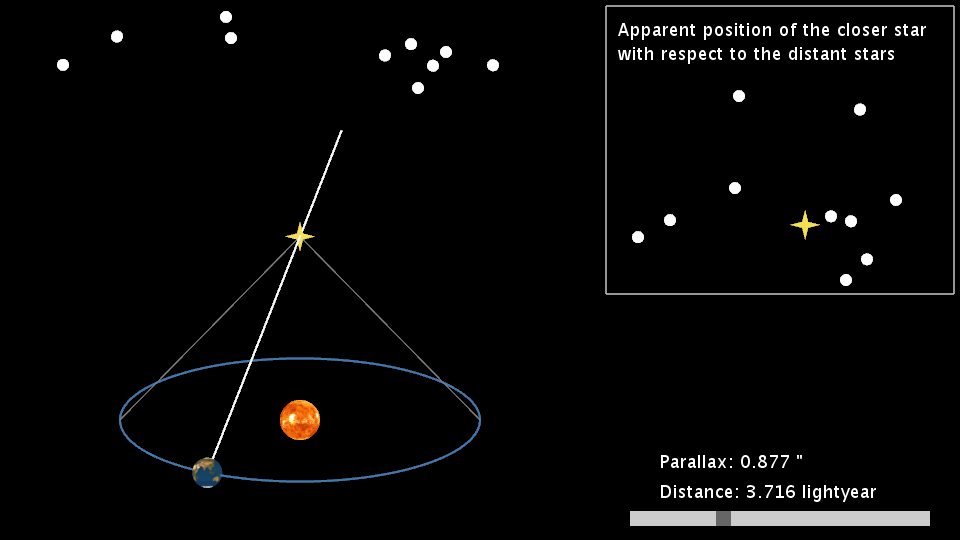 Apparent position of the closer star
with respect to the distant stars
Parallax: 0.877 "
Distance: 3.716 lightyear